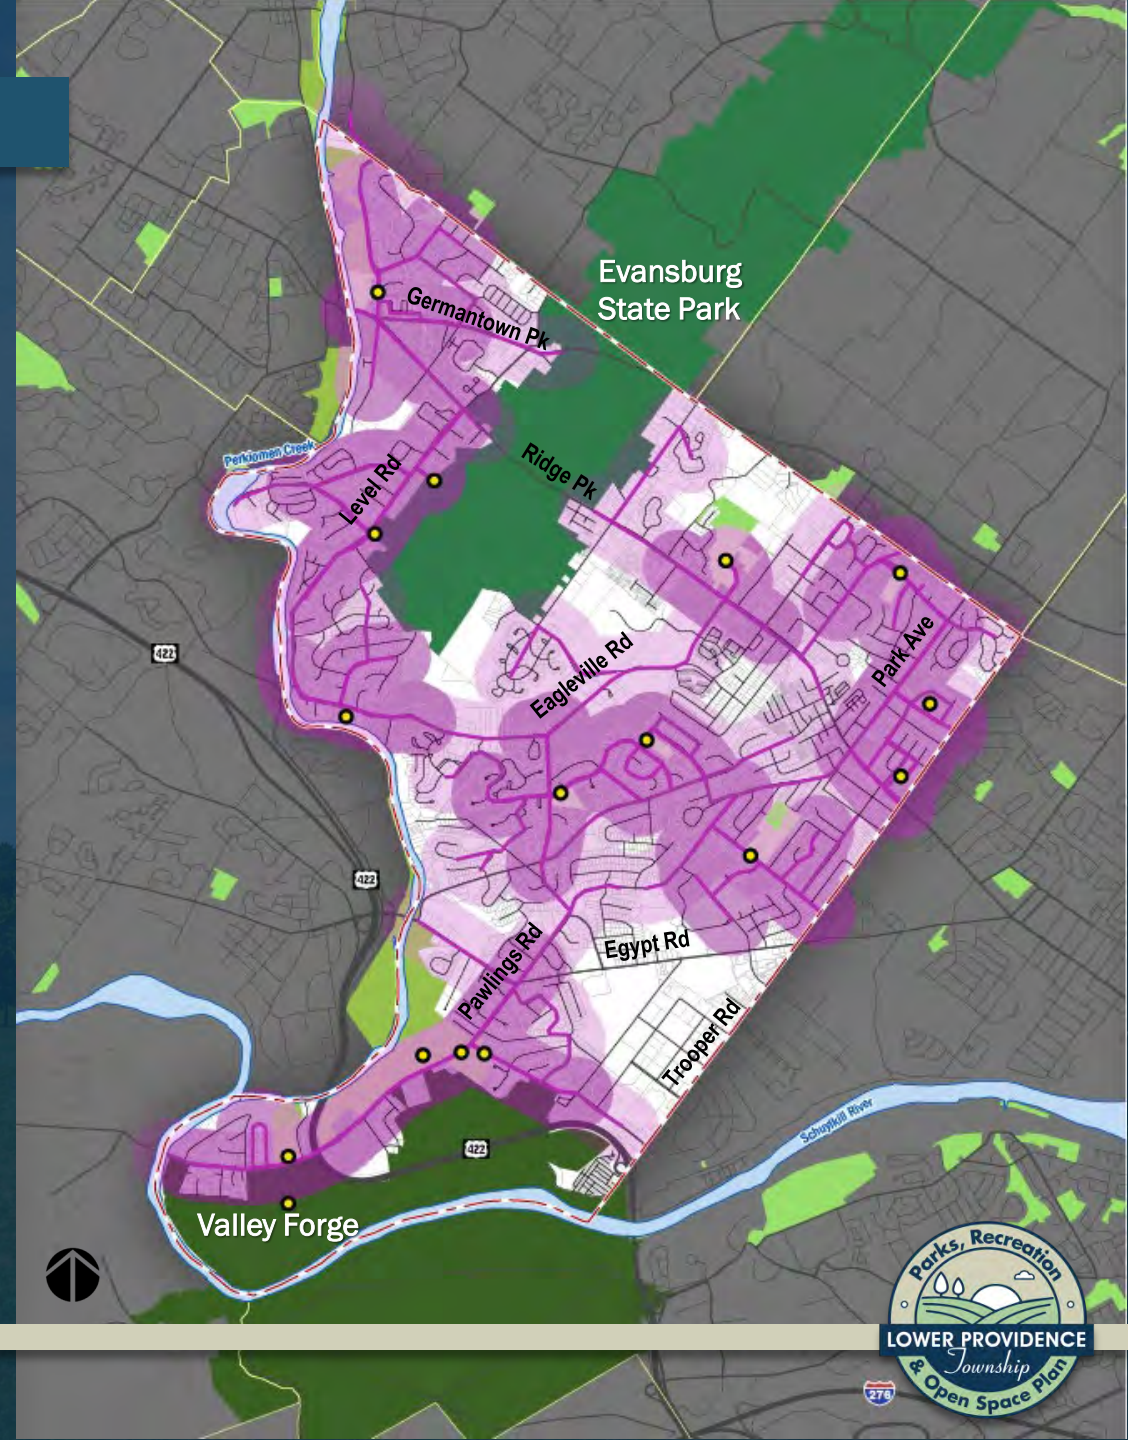 Evansburg
State Park
Germantown Pk
Perkiomen Creek
Level Rd
Ridge Pk
Park Ave
422
Eagleville Rd
422
Egypt Rd
Pawlings Rd
Trooper Rd
Schuylkill River
422
Valley Forge
Parks, Recreation
LOWER PROVIDENCE
Township
& Open Space Plan
276